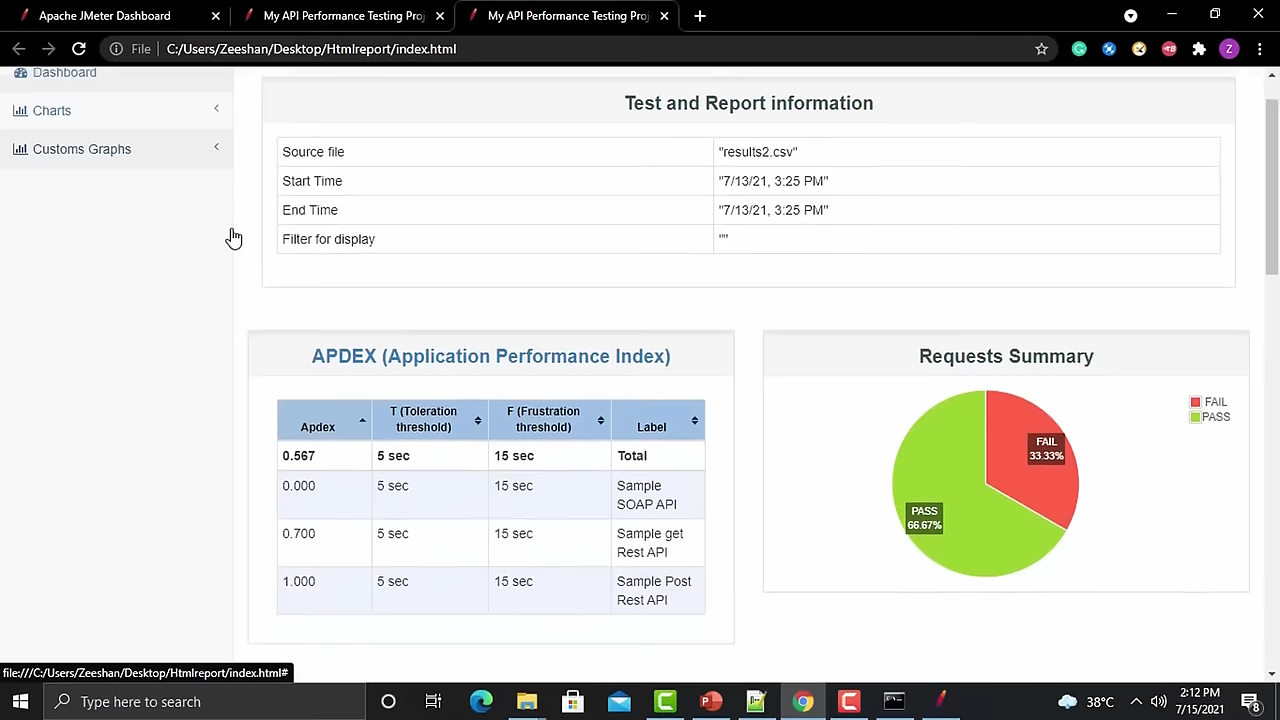 Apache JMeter Dashboard
My API Performance Testing Proj
My API Performance Testing Proje
File
C:/Users/Zeeshan/Desktop/Htmlreport/index.html
Z
Dashboard
Charts
Customs Graphs
Test and Report information
Source file "results2.csv"
Start Time "7/13/21, 3:25 PM"
End Time "7/13/21, 3:25 PM"
Filter for display ""
APDEX (Application Performance Index)
Apdex T (Toleration threshold) F (Frustration threshold) Label
0.567 5 sec 15 sec Total
0.000 5 sec 15 sec Sample SOAP API
0.700 5 sec 15 sec Sample get Rest API
1.000 5 sec 15 sec Sample Post Rest API
Requests Summary
FAIL
PASS
FAIL
33.33%
PASS
66.67%
file:///C:/Users/Zeeshan/Desktop/Htmlreport/index.html#
Type here to search
38°C
2:12 PM
7/15/2021
8